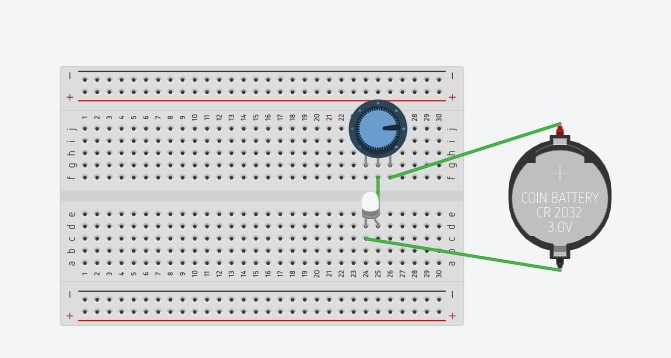 − −
+ +
1 2 3 4 5 6 7 8 9 10 11 12 13 14 15 16 17 18 19 20 21 22 28 29 30
j j
i i
h h
g g
f f
COIN BATTERY
CR 2032
3.0V
e e
d d
c c
b b
a a
1 2 3 4 5 6 7 8 9 10 11 12 13 14 15 16 17 18 19 20 21 22 23 24 25 26 27 28 29 30
− −
+ +